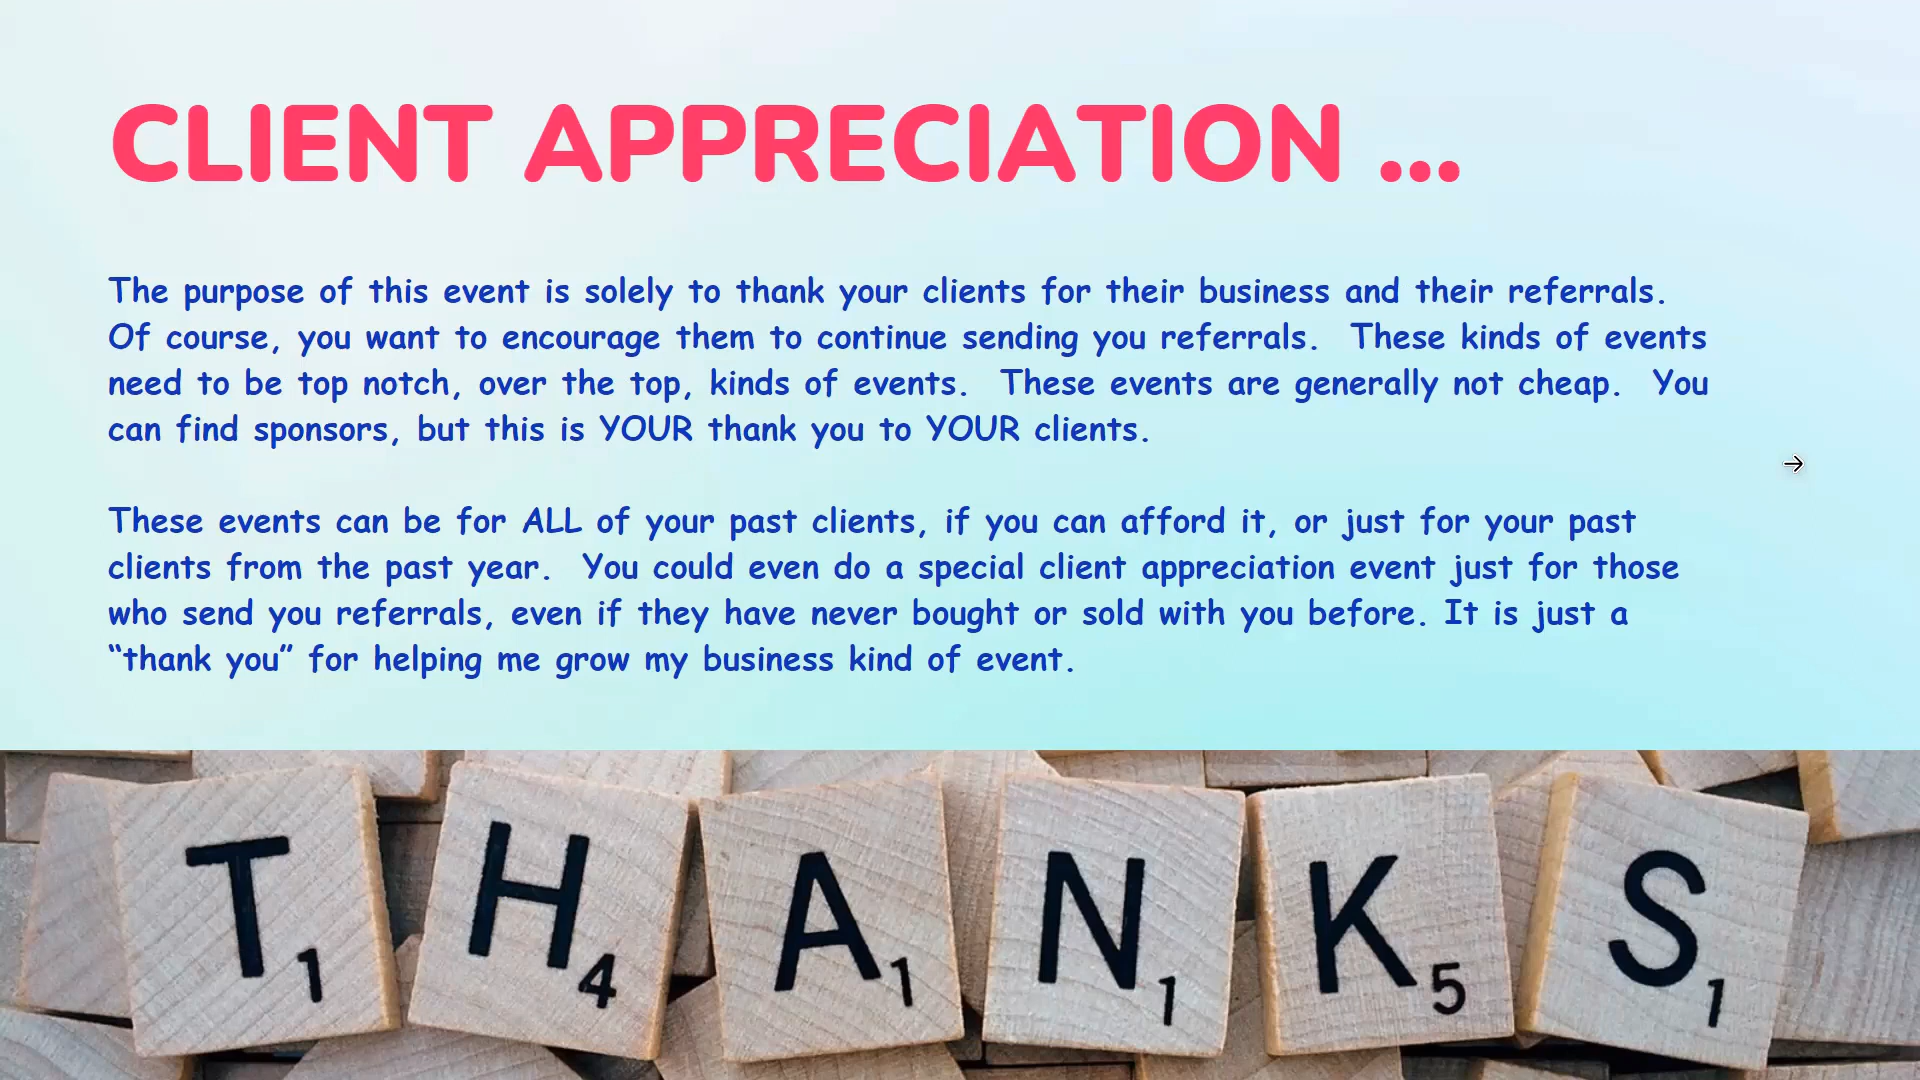 CLIENT APPRECIATION ...
The purpose of this event is solely to thank your clients for their business and their referrals.
Of course, you want to encourage them to continue sending you referrals.  These kinds of events
need to be top notch, over the top, kinds of events.  These events are generally not cheap.  You
can find sponsors, but this is YOUR thank you to YOUR clients.
These events can be for ALL of your past clients, if you can afford it, or just for your past
clients from the past year.  You could even do a special client appreciation event just for those
who send you referrals, even if they have never bought or sold with you before. It is just a
“thank you” for helping me grow my business kind of event.
T1 H4 A1 N1 K5 S1